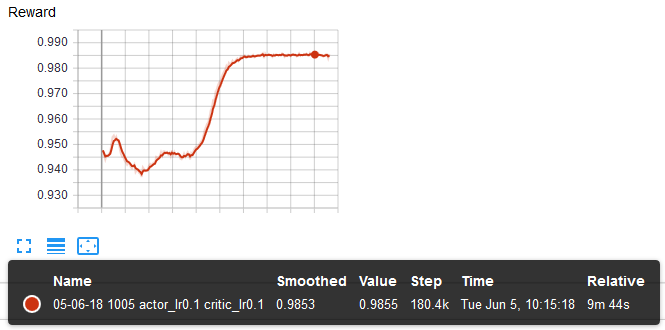 Reward
0.990
0.980
0.970
0.960
0.950
0.940
0.930
Name Smoothed Value Step Time Relative
05-06-18 1005 actor_lr0.1 critic_lr0.1 0.9853 0.9855 180.4k Tue Jun 5, 10:15:18 9m 44s